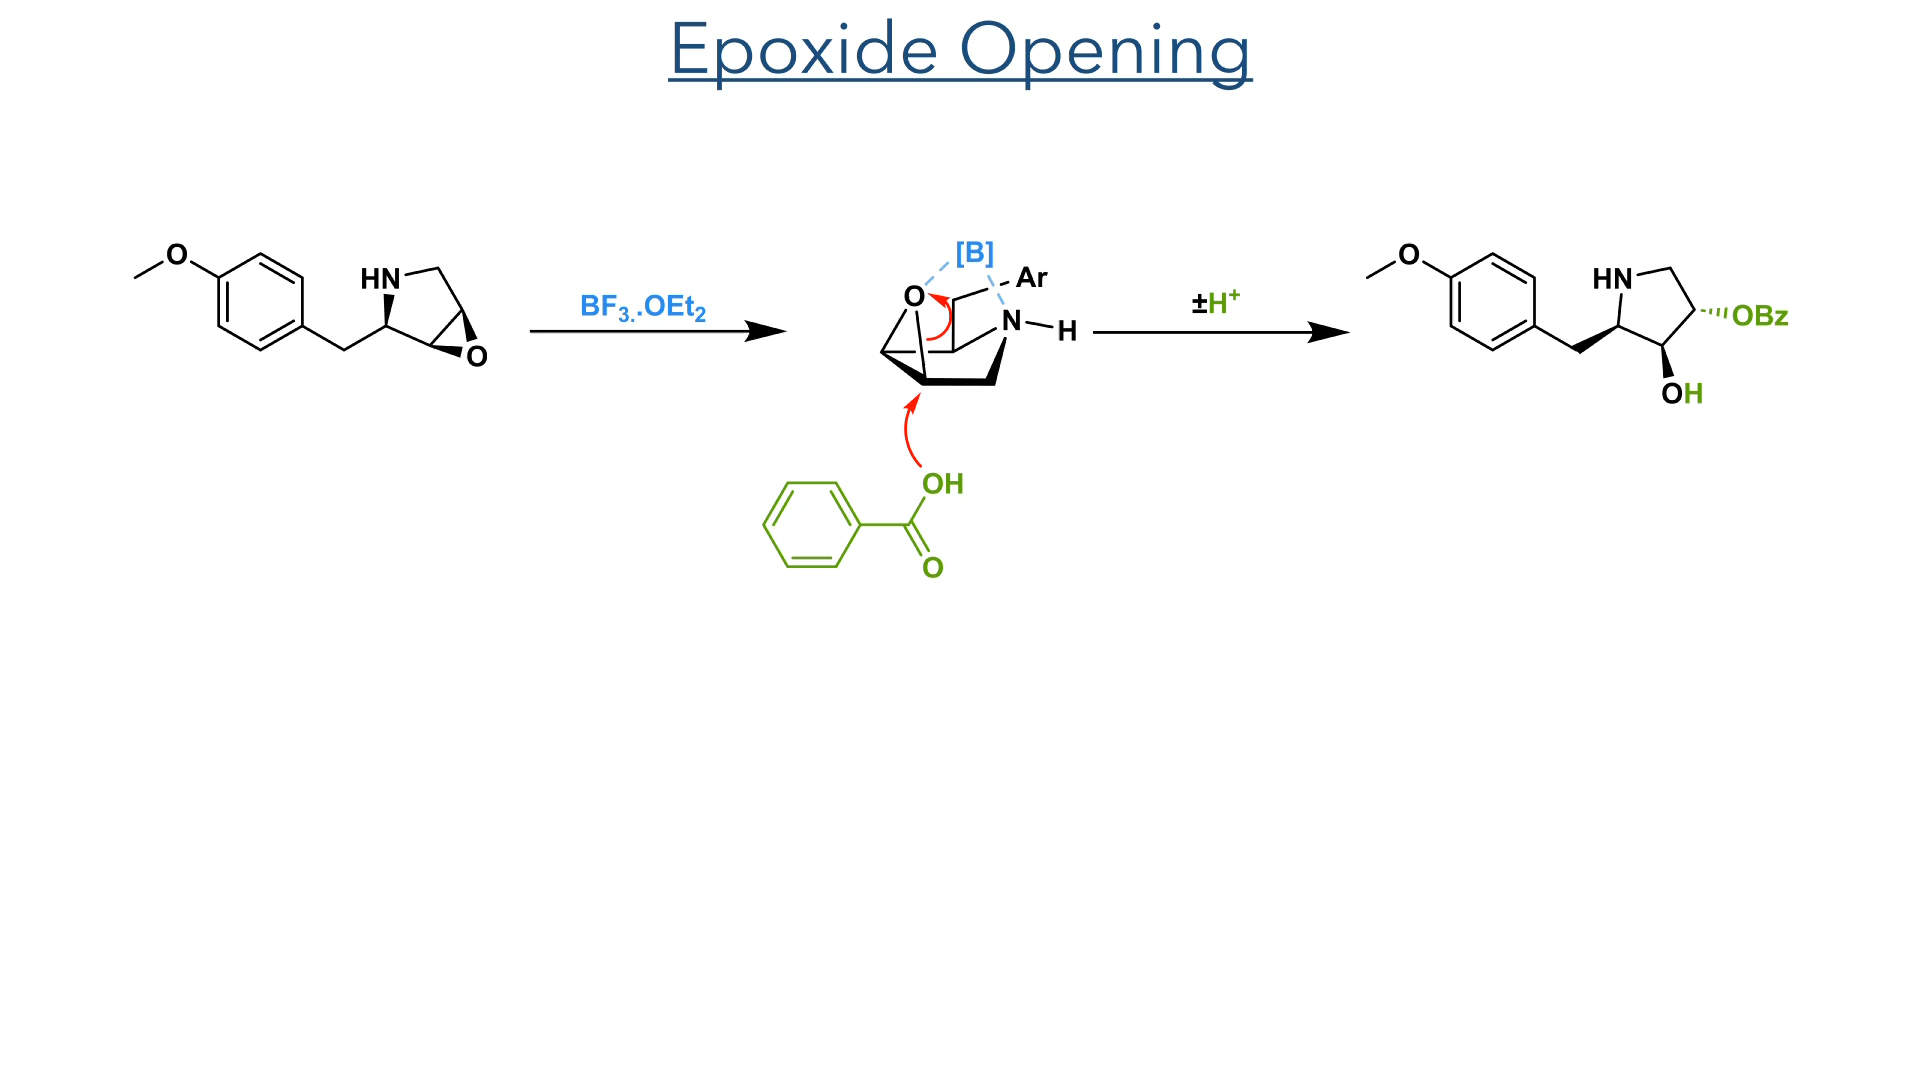 Epoxide Opening
O
HN
O
BF3·.OEt2
[B]
Ar
O
N
H
OH
O
±H+
O
HN
OBz
OH